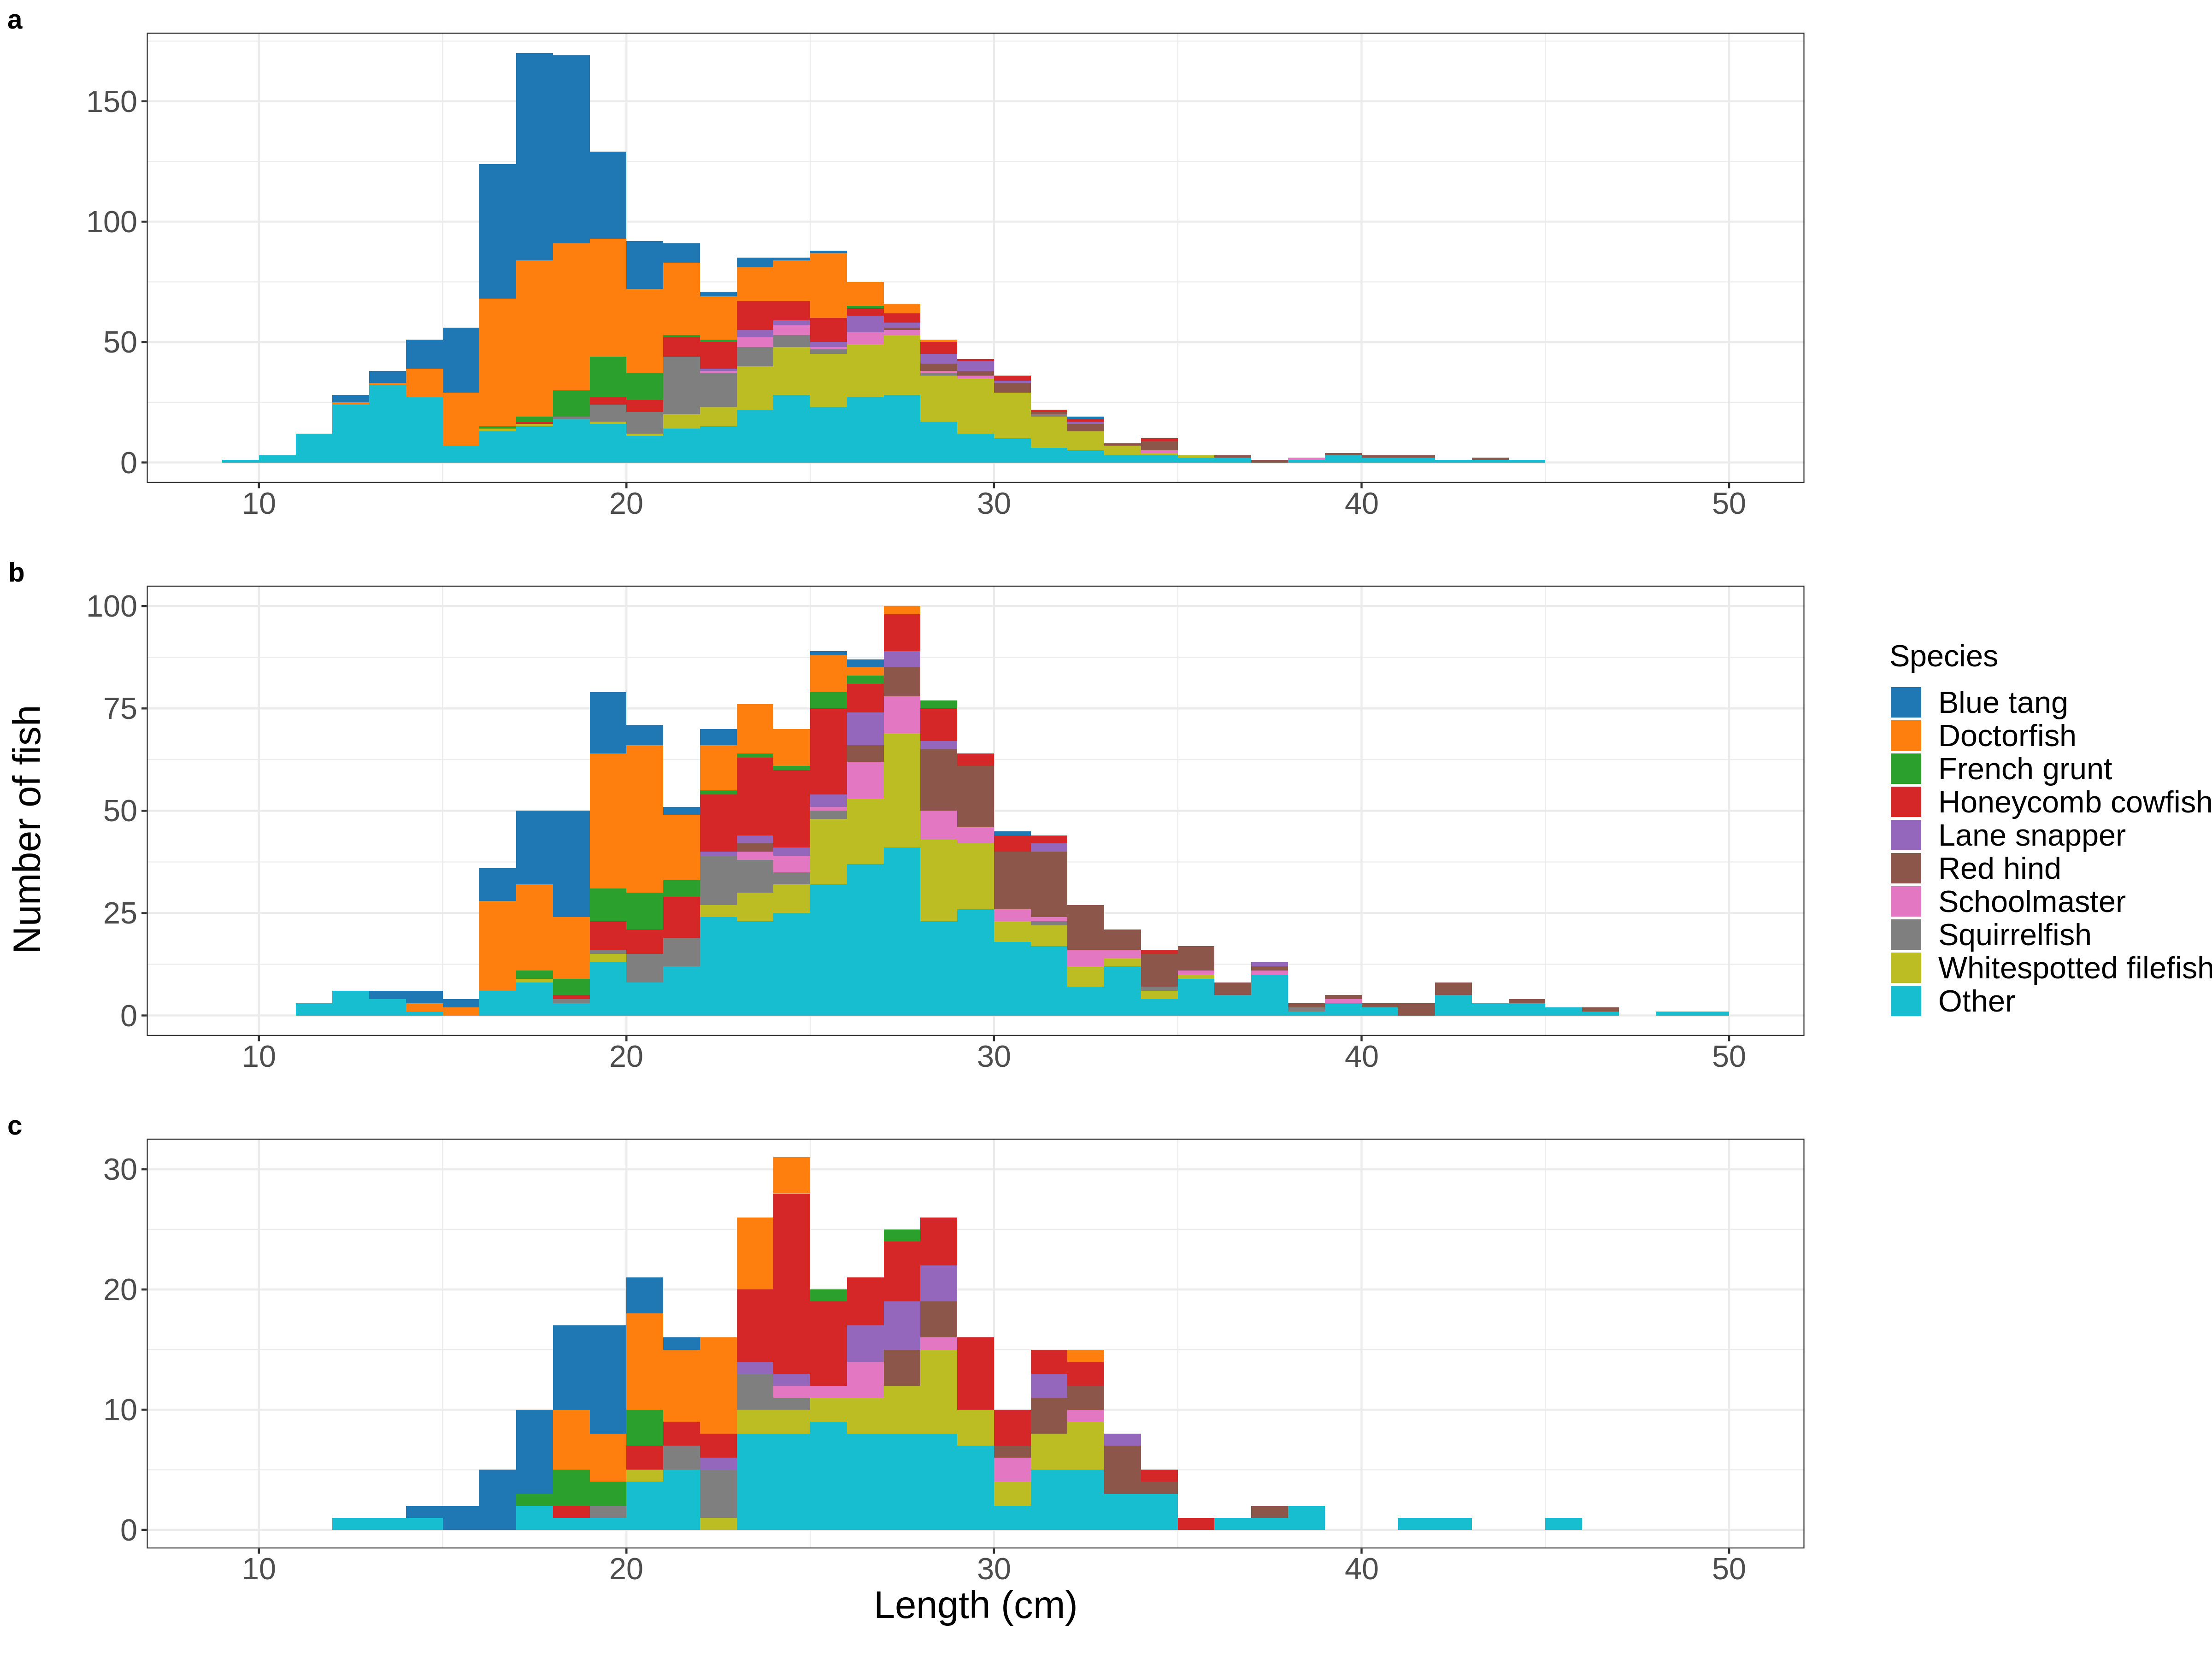 a
150
100
50
0
10 20 30 40 50
b
100
75
50
25
0
10 20 30 40 50
Number of fish
Species
Blue tang
Doctorfish
French grunt
Honeycomb cowfish
Lane snapper
Red hind
Schoolmaster
Squirrelfish
Whitespotted filefish
Other
c
30
20
10
0
10 20 30 40 50
Length (cm)